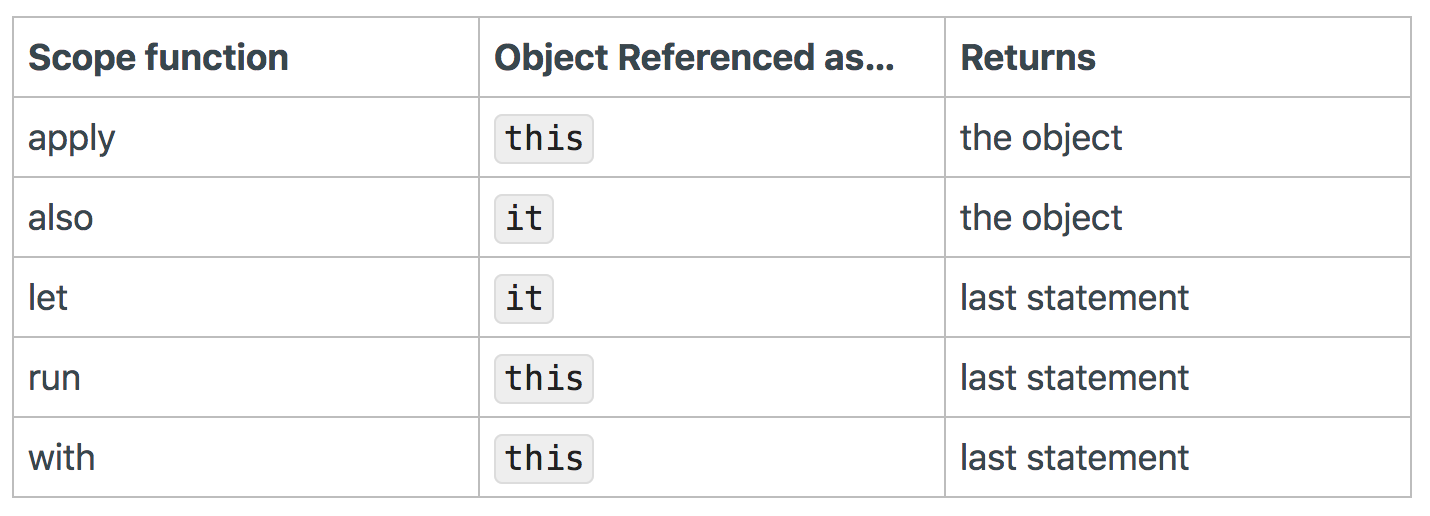 Scope function Object Referenced as... Returns
apply this the object
also it the object
let it last statement
run this last statement
with this last statement